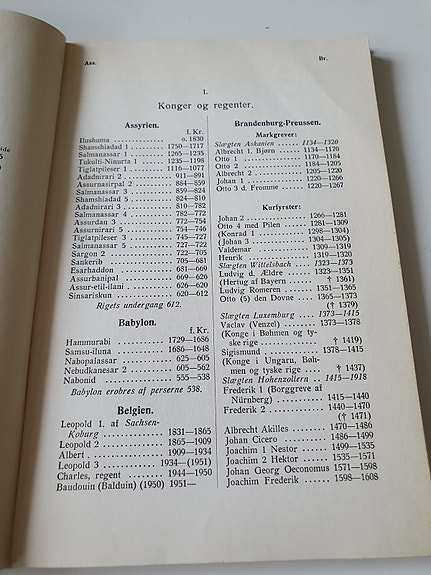 Ass.
Br.
I.
Konger og regenter.
Assyrien.
f. Kr.
Ilushuma .............. o. 1830
Shamshiadad 1 ......... 1750—1717
Salmanassar 1 ......... 1265—1235
Tukulti-Ninurta 1 ...... 1235—1198
Tiglatpileser 1 ......... 1116—1077
Adadnirari 2 ........... 911—891
Assurnasirpal 2 ........ 884—859
Salmanassar 3 ......... 859—824
Shamshiadad 5 ......... 824—810
Adadnirari 3 ........... 810—782
Salmanassar 4 ......... 782—772
Assurdan 3 ............ 772—754
Assurnirari 5 .......... 754—746
Tiglatpileser 3 ......... 745—727
Salmanassar 5 ......... 727—722
Sargon 2 .............. 722—705
Sankerib .............. 705—681
Esarhaddon ........... 681—669
Assurbanipal .......... 669—626
Assur-etil-ilani ........ 626—620
Sinsariskun ........... 620—612
Rigets undergang 612.
Babylon.
f. Kr.
Hammurabi ........... 1729—1686
Samsu-iluna .......... 1686—1648
Nabopalassar ......... 625—605
Nebudkanesar 2 ....... 605—562
Nabonid .............. 555—538
Babylon erobres af perserne 538.
Belgien.
Leopold 1. af Sachsen-
Koburg ............. 1831—1865
Leopold 2 ............ 1865—1909
Albert ................ 1909—1934
Leopold 3 ............ 1934— (1951)
Charles, regent ....... 1944—1950
Baudouin (Balduin) (1950) 1951—
Brandenburg-Preussen.
Markgrever:
Slægten Askanien .... 1134—1320
Albrecht 1. Bjørn ..... 1134—1170
Otto 1 ................ 1170—1184
Otto 2 ................ 1184—1205
Albrecht 2 ............ 1205—1220
Johan 1 .............. 1220—1266
Otto 3 d. Fromme .... 1220—1267
Kurfyrster:
Johan 2 .............. 1266—1281
Otto 4 med Pilen ..... 1281—1309
(Konrad 1 ............ 1298—1304)
(Johan 3 ............. 1304—1305)
Valdemar ............. 1309—1319
Henrik ............... 1319—1320
Slægten Wittelsbach ... 1323—1373
Ludvig d. Ældre ...... 1323—1351
(Hertug af Bayern .... † 1361)
Ludvig Romeren ...... 1351—1365
Otto (5) den Dovne ... 1365—1373
(† 1379)
Slægten Luxemburg .... 1373—1415
Vaclav (Venzel) ....... 1373—1378
(Konge i Bøhmen og ty-
ske rige ............. † 1419)
Sigismund ............ 1378—1415
(Konge i Ungarn, Bøh-
men og tyske rige .... † 1437)
Slægten Hohenzollern .. 1415—1918
Frederik 1 (Borggreve af
Nürnberg) .......... 1415—1440
Frederik 2 ............ 1440—1470
(† 1471)
Albrecht Akilles ....... 1470—1486
Johan Cicero ......... 1486—1499
Joachim 1 Nestor ..... 1499—1535
Joachim 2 Hektor ..... 1535—1571
Johan Georg Oeconomus 1571—1598
Joachim Frederik ...... 1598—1608